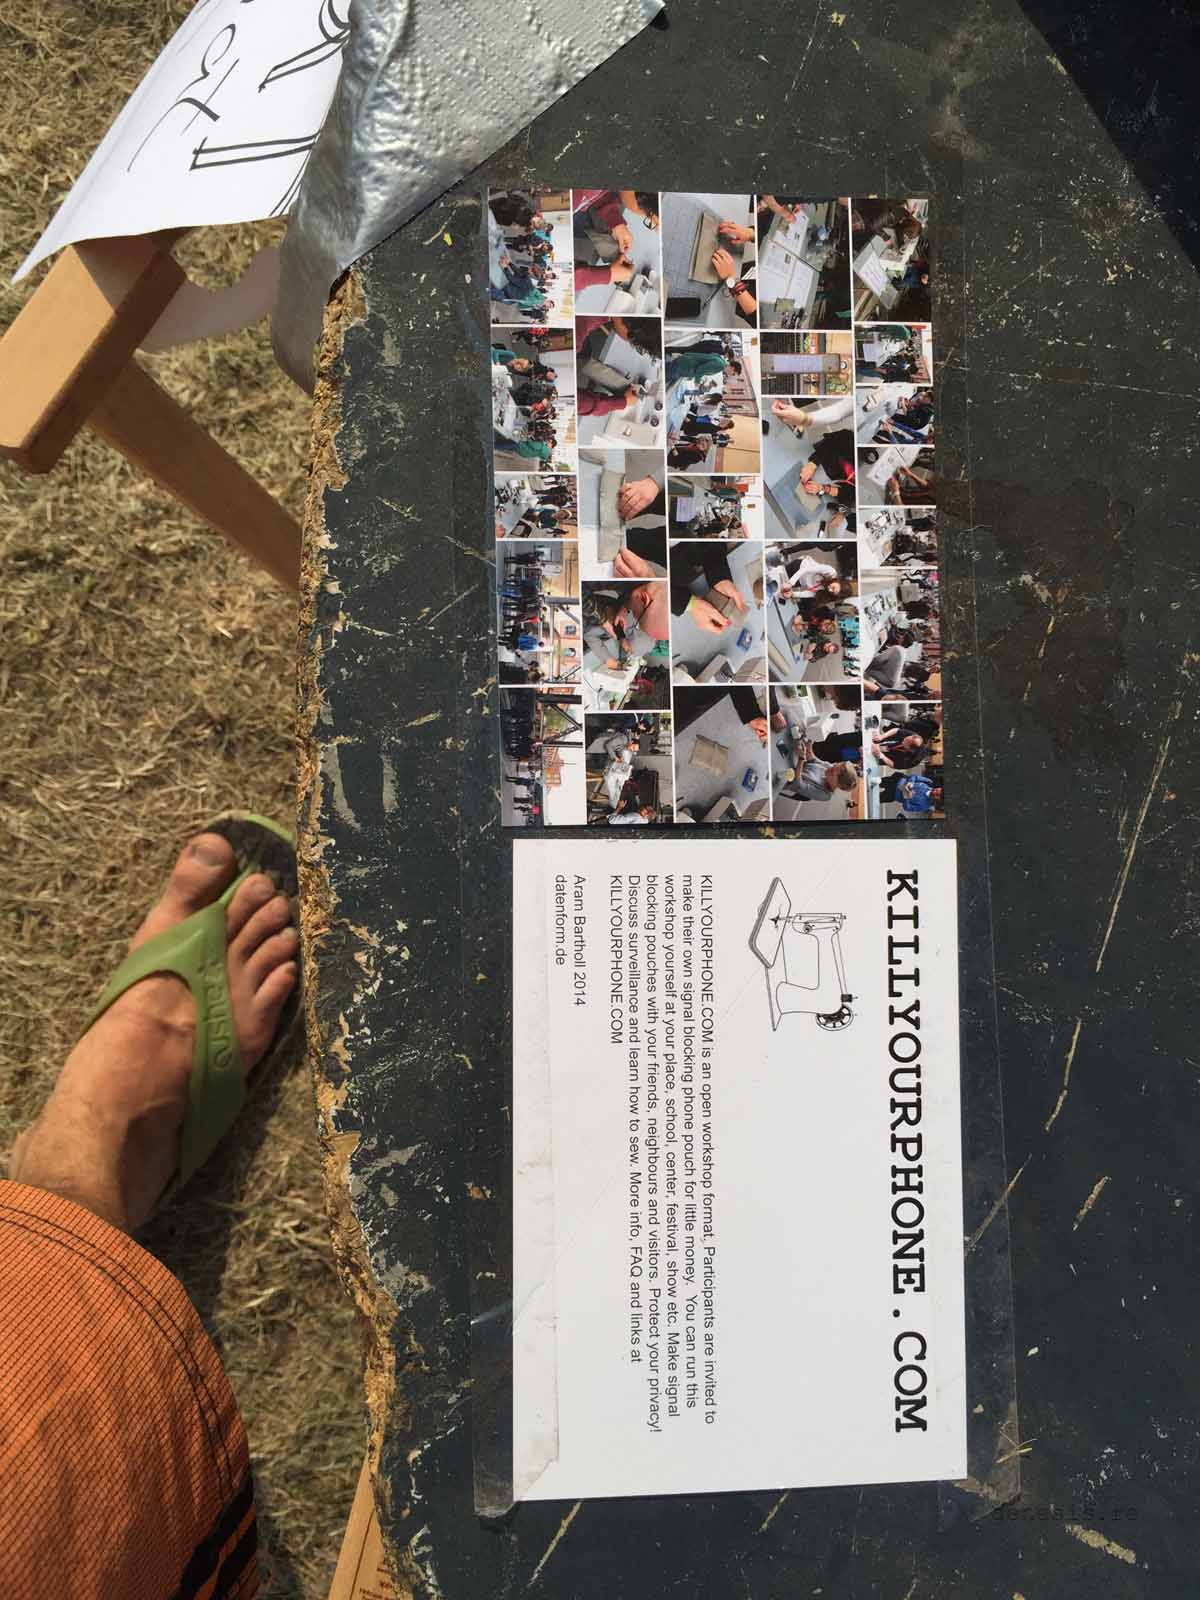 KILLYOURPHONE.COM
KILLYOURPHONE.COM is an open workshop format. Participants are invited to
make their own signal blocking phone pouch for little money. You can run this
workshop yourself at your place, school, center, festival, show etc. Make signal
blocking pouches with your friends, neighbours and visitors. Protect your privacy!
Discuss surveillance and learn how to sew. More info, FAQ and links at
KILLYOURPHONE.COM
Aram Bartholl 2014
datenform.de